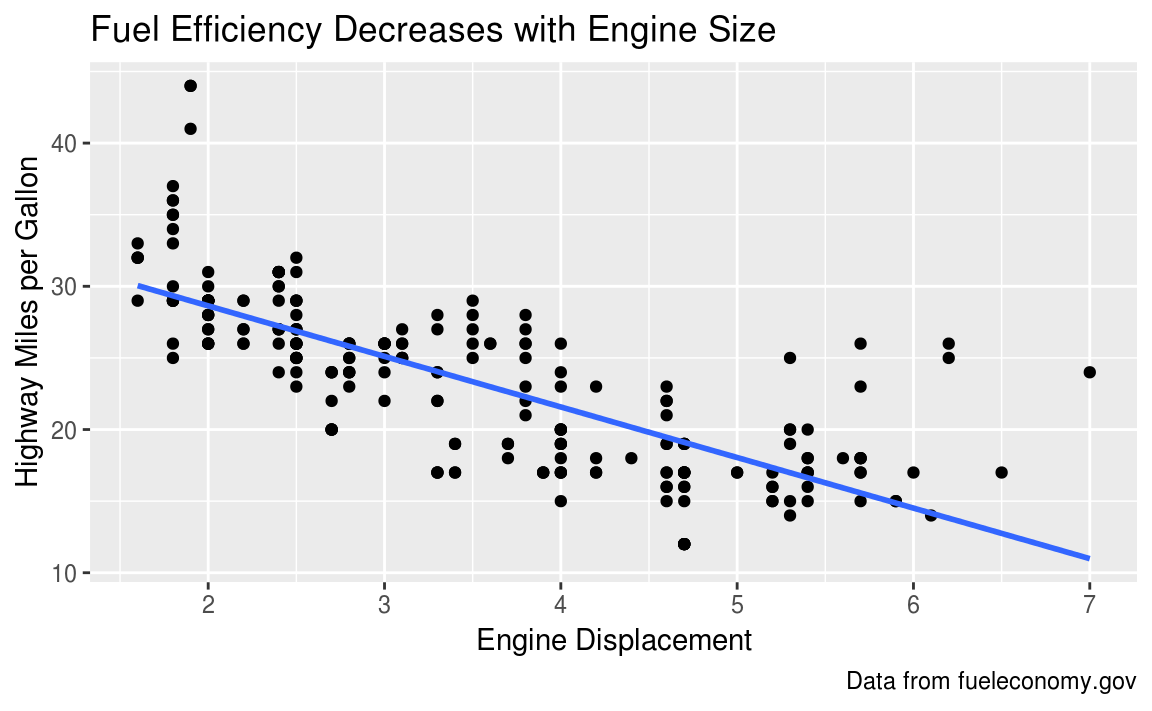 Fuel Efficiency Decreases with Engine Size
Highway Miles per Gallon
40
30
20
10
2 3 4 5 6 7
Engine Displacement
Data from fueleconomy.gov